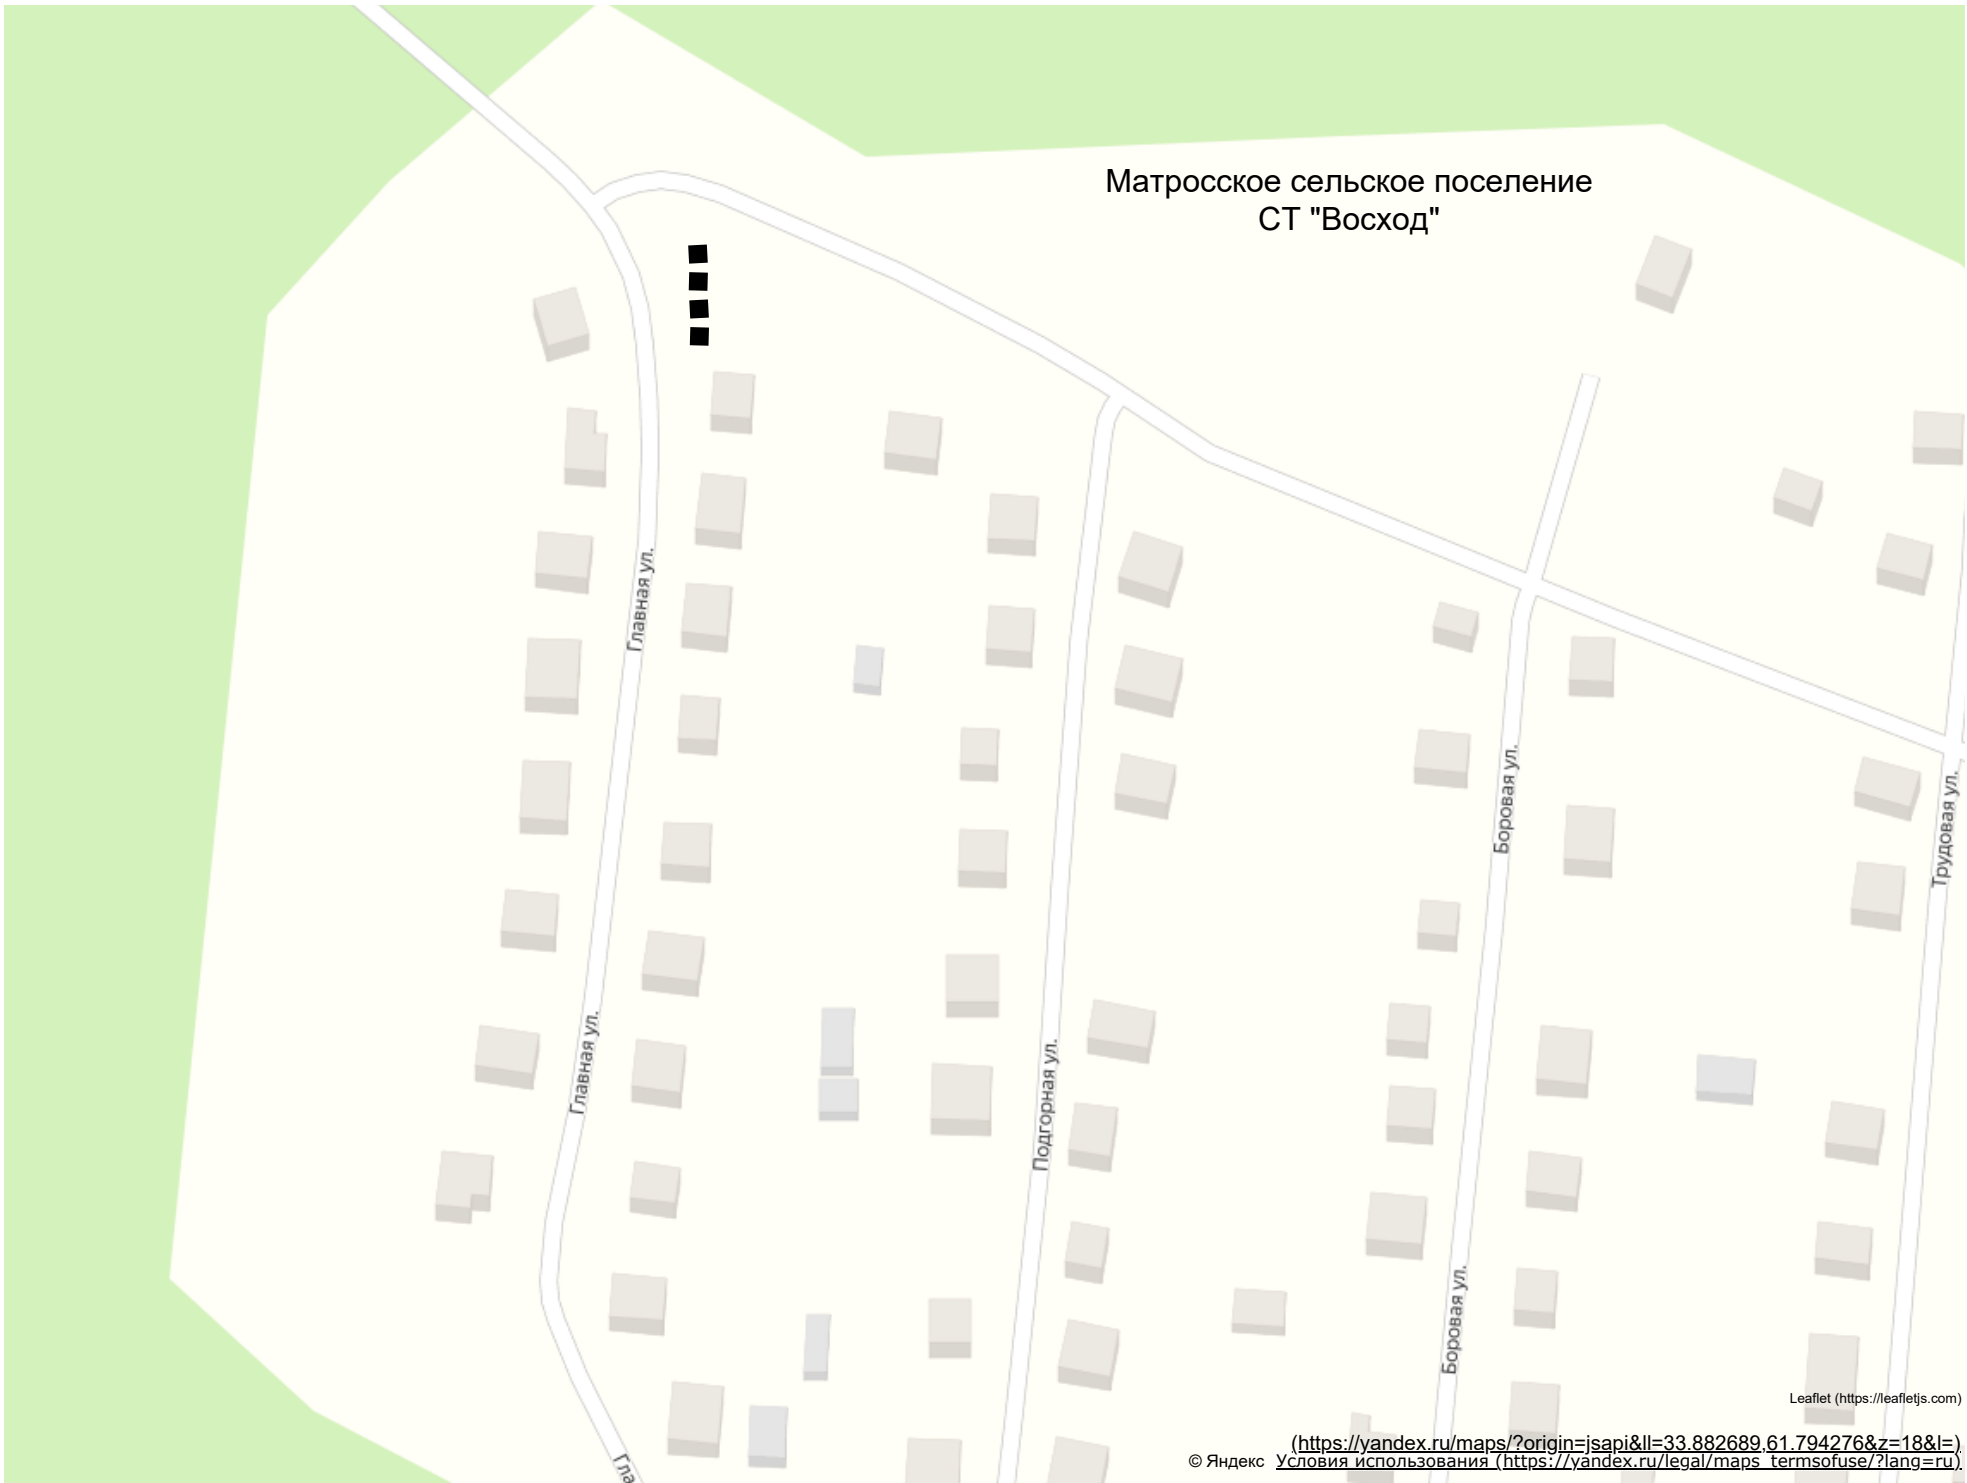 Матросское сельское поселение
СТ "Восход"
Главная ул.
Боровая ул.
Трудовая ул.
Главная ул.
Подгорная ул.
Боровая ул.
Leaflet (https://leafletjs.com)
(https://yandex.ru/maps/?origin=jsapi&ll=33.882689,61.794276&z=18&l=)
© Яндекс Условия использования (https://yandex.ru/legal/maps_termsofuse/?lang=ru)
Гла